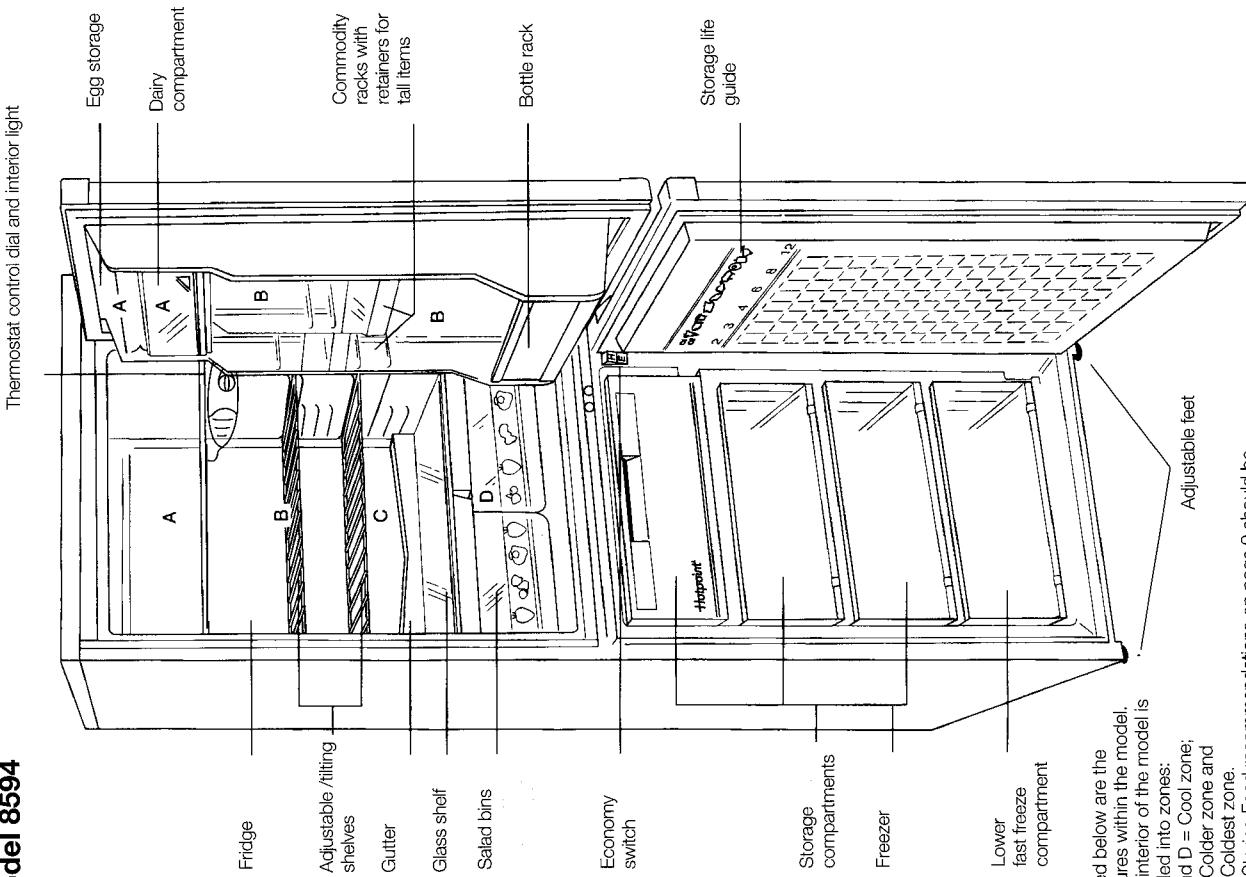 del 8594
Thermostat control dial and interior light
Egg storage
Dairy
compartment
Commodity
racks with
retainers for
tall items
Bottle rack
Storage life
guide
Fridge
Adjustable/tilting
shelves
Gutter
Glass shelf
Salad bins
Economy
switch
Storage
compartments
Freezer
Lower
fast freeze
compartment
Adjustable feet
A
B
C
D
A
A
B
B
H
E
Hotpoint
2 3 4 6 8 12
ed below are the
ures within the model.
interior of the model is
led into zones:
d D = Cool zone;
Colder zone and
Coldest zone.